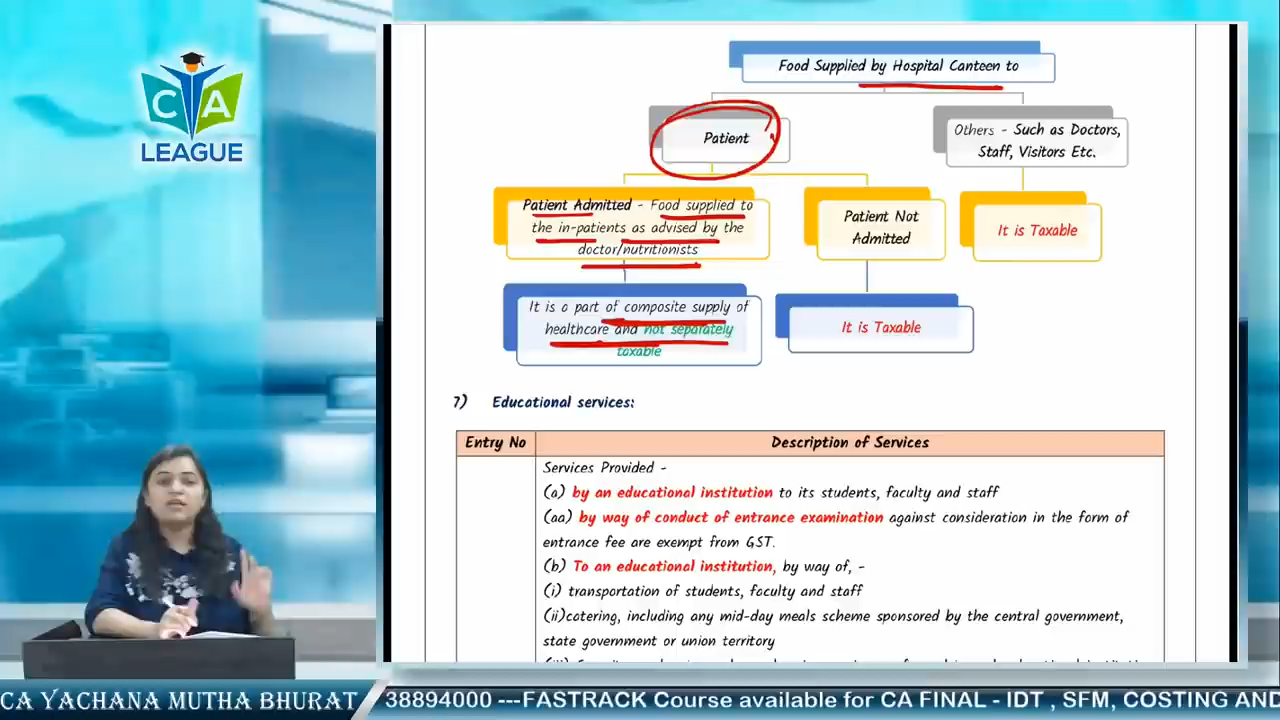 CA
LEAGUE
Food Supplied by Hospital Canteen to
Patient
Others - Such as Doctors,
Staff, Visitors Etc.
Patient Admitted - Food supplied to
the in-patients as advised by the
doctor/nutritionists
Patient Not
Admitted
It is Taxable
It is a part of composite supply of
healthcare and not separately
taxable
It is Taxable
7) Educational services:
Entry No Description of Services
Services Provided -
(a) by an educational institution to its students, faculty and staff
(aa) by way of conduct of entrance examination against consideration in the form of
entrance fee are exempt from GST.
(b) To an educational institution, by way of, -
(i) transportation of students, faculty and staff
(ii)catering, including any mid-day meals scheme sponsored by the central government,
state government or union territory
CA YACHANA MUTHA BHURAT
38894000 ---FASTRACK Course available for CA FINAL - IDT , SFM, COSTING AND